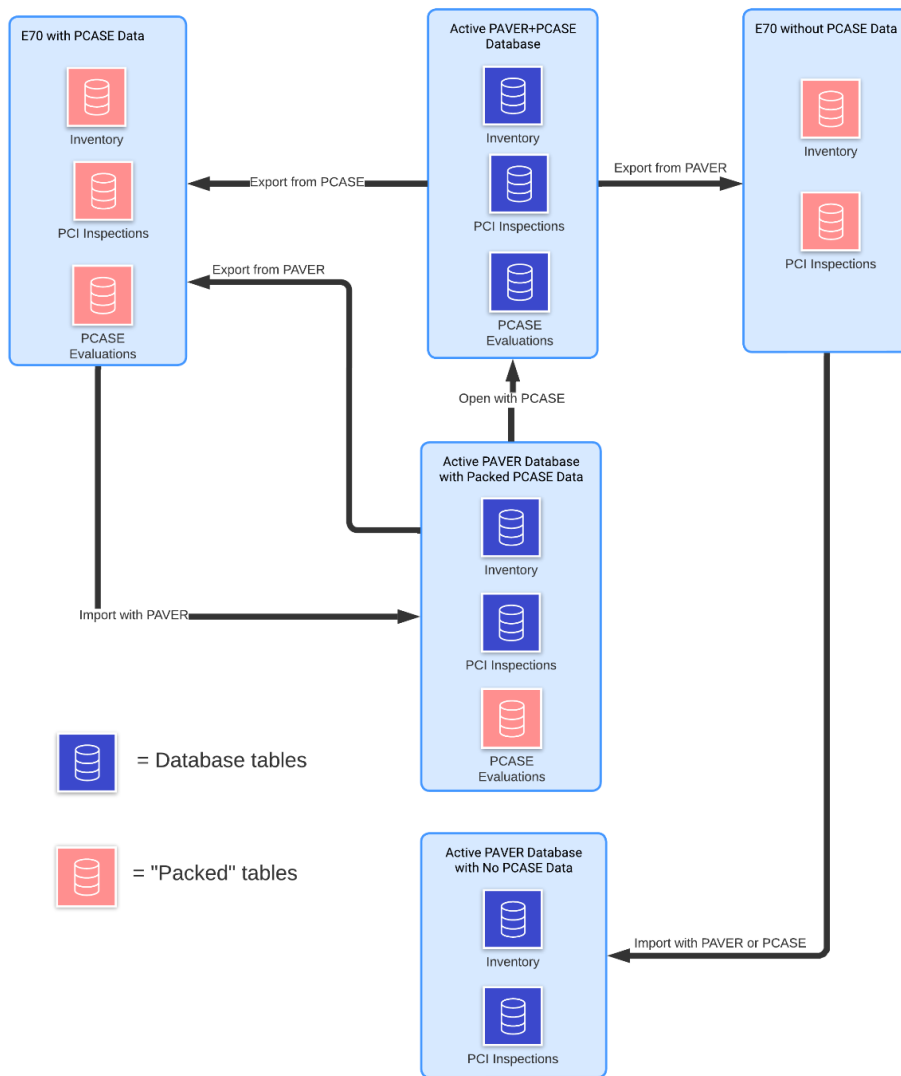 E70 with PCASE Data
Inventory
PCI Inspections
PCASE
Evaluations
Active PAVER+PCASE
Database
Inventory
PCI Inspections
PCASE
Evaluations
E70 without PCASE Data
Inventory
PCI Inspections
Export from PCASE
Export from PAVER
Export from PAVER
Open with PCASE
Active PAVER Database
with Packed PCASE Data
Inventory
PCI Inspections
PCASE
Evaluations
Import with PAVER
= Database tables
= "Packed" tables
Active PAVER Database
with No PCASE Data
Inventory
PCI Inspections
Import with PAVER or PCASE